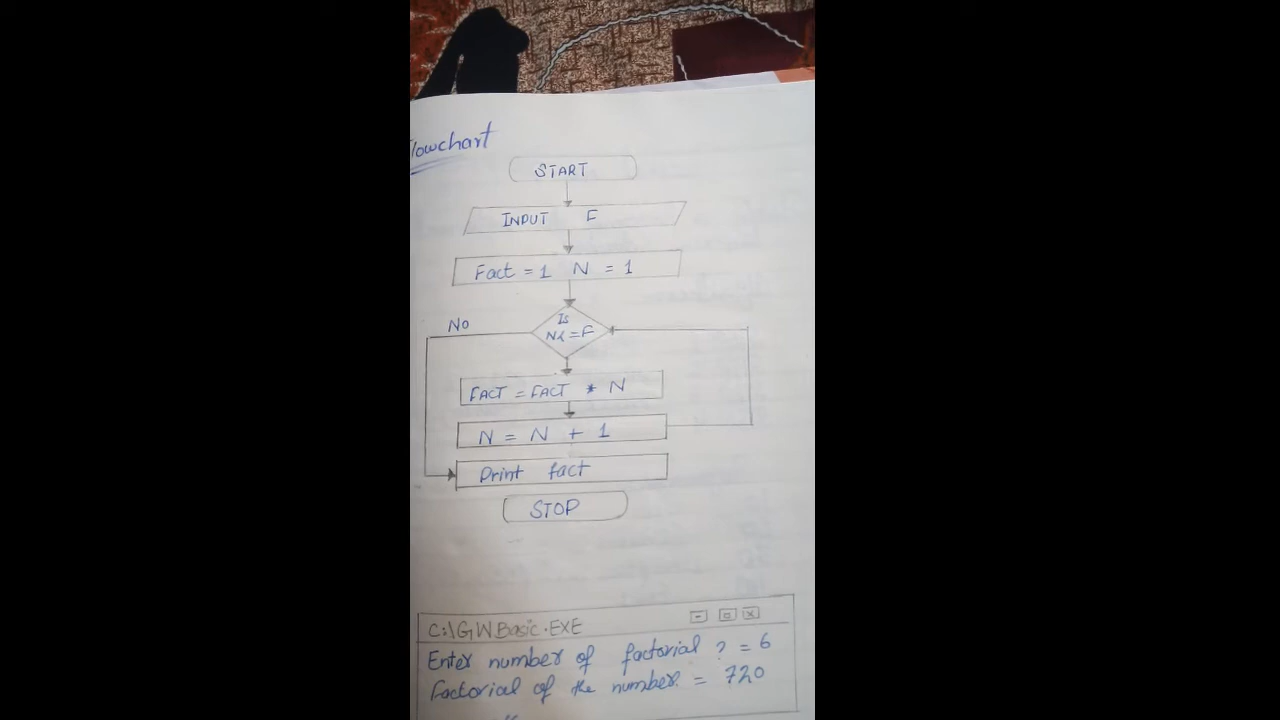 lowchart
START
INPUT F
Fact = 1 N = 1
Is
N<=F
No
FACT = FACT * N
N = N + 1
Print fact
STOP
C:\GW Basic.EXE
Enter number of factorial ? = 6
Factorial of the number. = 720